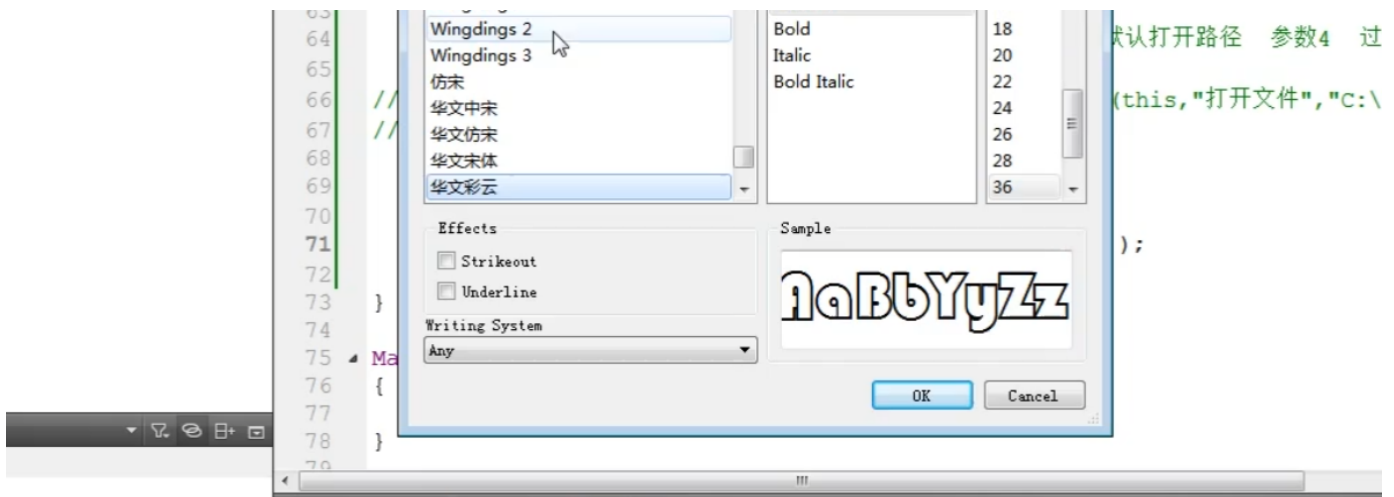 63
64
65
66 //
67 //
68
69
70
71
72
73 }
74
75 Ma
76 {
77
78 }
79
Wingdings 2
Wingdings 3
仿宋
华文中宋
华文仿宋
华文宋体
华文彩云
Bold
Italic
Bold Italic
18
20
22
24
26
28
36
认打开路径 参数4 过
(this,"打开文件","C:\
);
Effects
Strikeout
Underline
Writing System
Any
Sample
AaBbYyZz
OK
Cancel